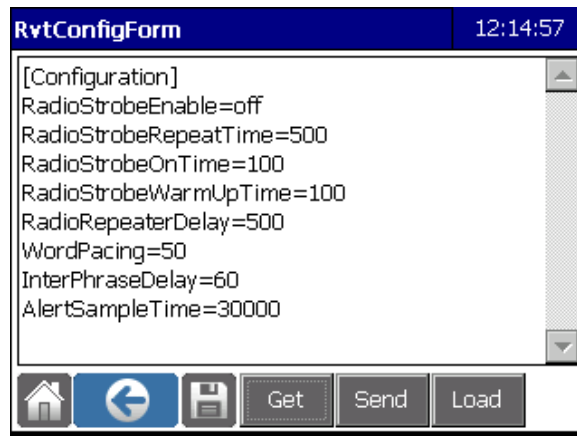 RvtConfigForm 12:14:57
[Configuration]
RadioStrobeEnable=off
RadioStrobeRepeatTime=500
RadioStrobeOnTime=100
RadioStrobeWarmUpTime=100
RadioRepeaterDelay=500
WordPacing=50
InterPhraseDelay=60
AlertSampleTime=30000
Get Send Load